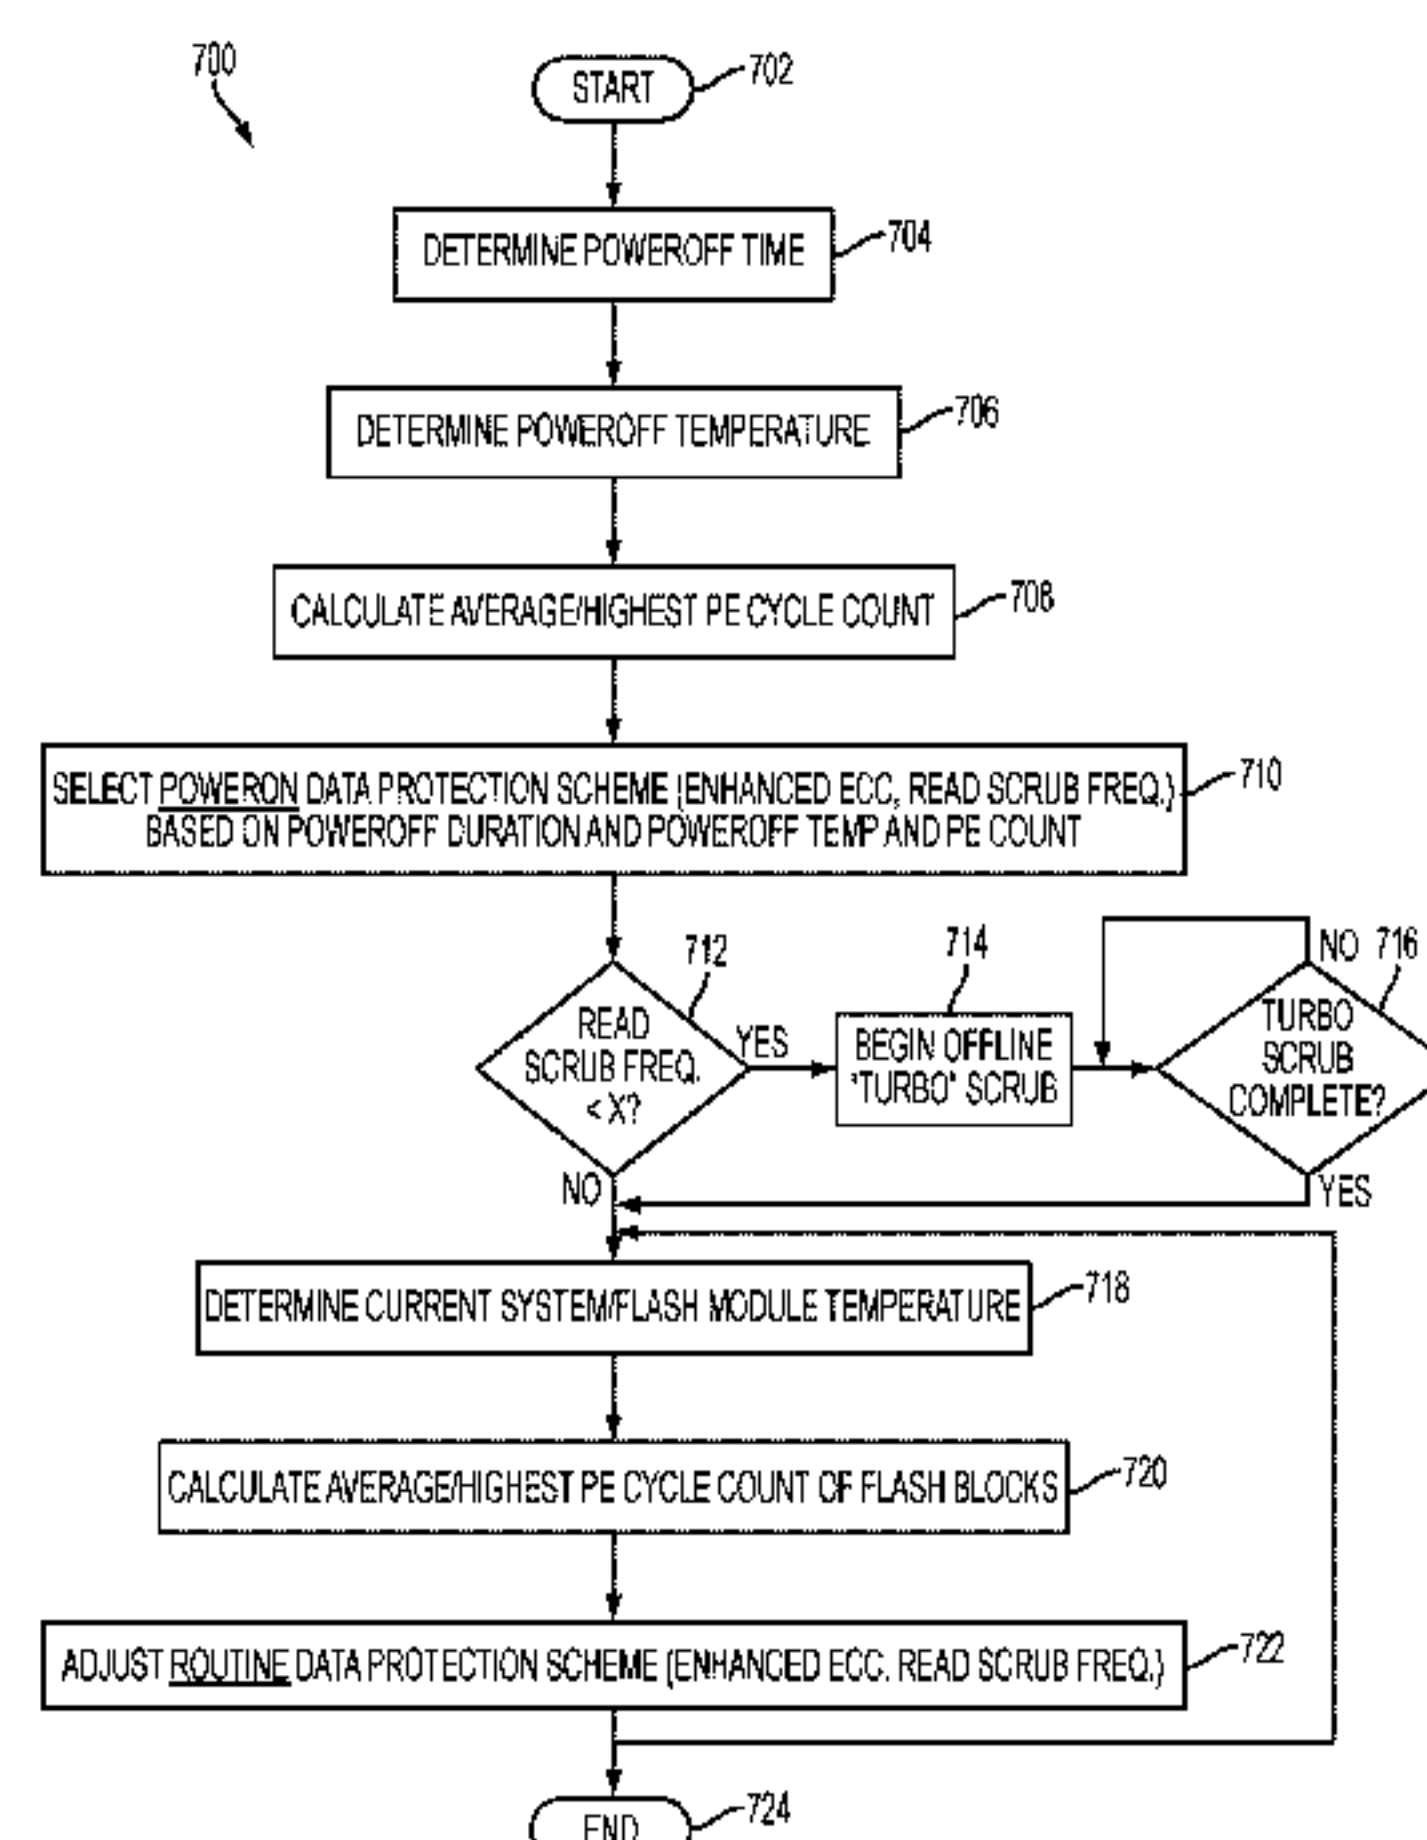 700
START
702
DETERMINE POWEROFF TIME
704
DETERMINE POWEROFF TEMPERATURE
706
CALCULATE AVERAGE/HIGHEST PE CYCLE COUNT
708
SELECT POWERON DATA PROTECTION SCHEME (ENHANCED ECC, READ SCRUB FREQ.)
BASED ON POWEROFF DURATION AND POWEROFF TEMP AND PE COUNT
710
READ
SCRUB FREQ.
< X?
712
YES
NO
BEGIN OFFLINE
"TURBO" SCRUB
714
TURBO
SCRUB
COMPLETE?
NO
716
YES
DETERMINE CURRENT SYSTEM/FLASH MODULE TEMPERATURE
718
CALCULATE AVERAGE/HIGHEST PE CYCLE COUNT OF FLASH BLOCKS
720
ADJUST ROUTINE DATA PROTECTION SCHEME (ENHANCED ECC. READ SCRUB FREQ.)
722
END
724